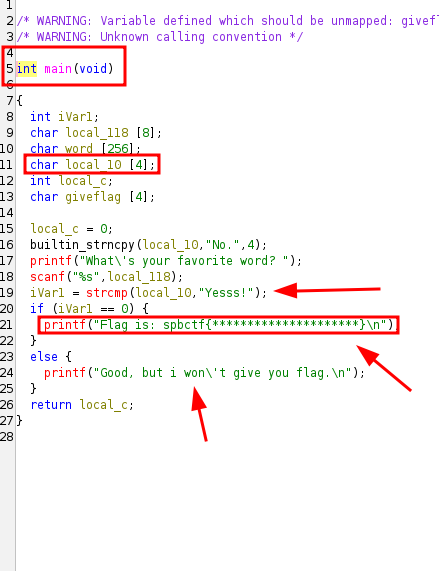 1
2 /* WARNING: Variable defined which should be unmapped: givefl
3 /* WARNING: Unknown calling convention */
4
5 int main(void)
6
7 {
8 int iVar1;
9 char local_118 [8];
10 char word [256];
11 char local_10 [4];
12 int local_c;
13 char giveflag [4];
14
15 local_c = 0;
16 builtin_strncpy(local_10,"No.",4);
17 printf("What\'s your favorite word? ");
18 scanf("%s",local_118);
19 iVar1 = strcmp(local_10,"Yesss!");
20 if (iVar1 == 0) {
21 printf("Flag is: spbctf{*********************}\n")
22 }
23 else {
24 printf("Good, but i won\'t give you flag.\n");
25 }
26 return local_c;
27 }
28